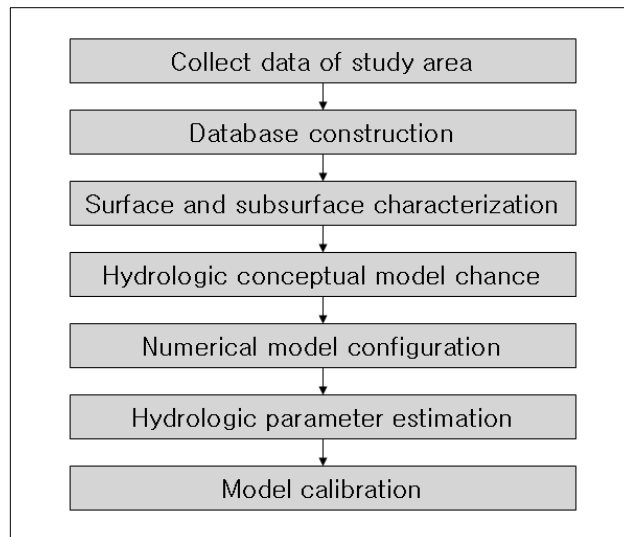 Collect data of study area
Database construction
Surface and subsurface characterization
Hydrologic conceptual model chance
Numerical model configuration
Hydrologic parameter estimation
Model calibration